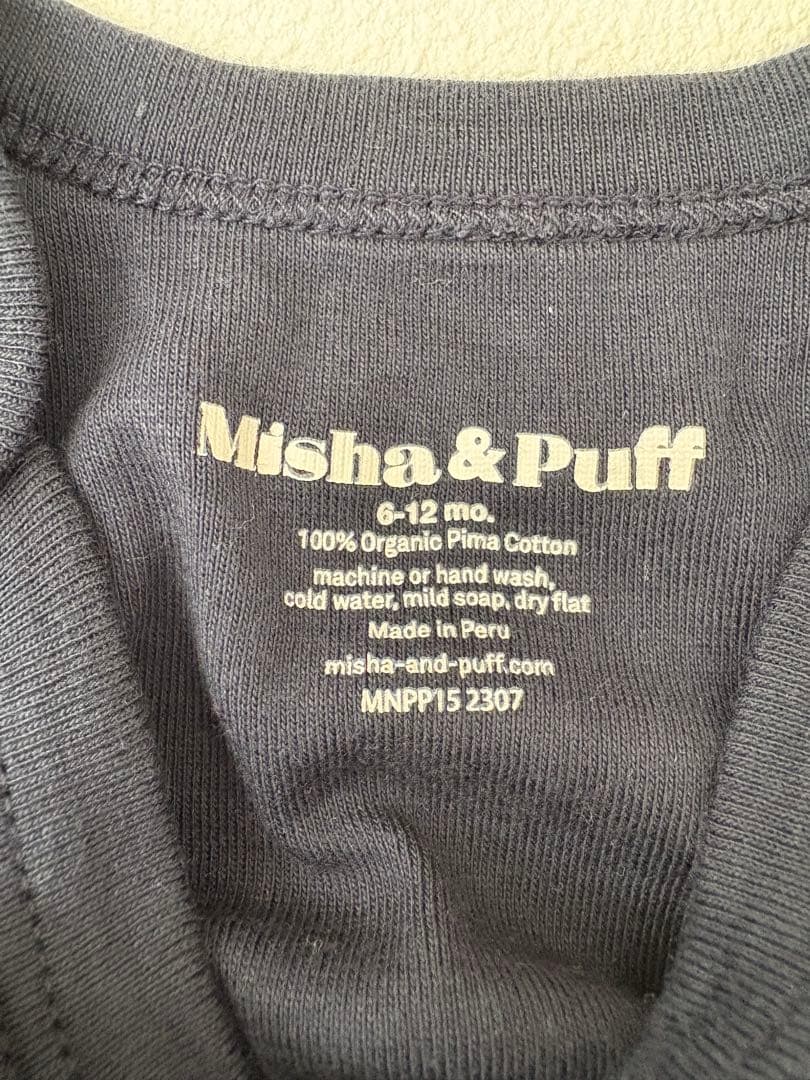 Misha & Puff
6-12 mo.
100% Organic Pima Cotton
machine or hand wash,
cold water, mild soap, dry flat
Made in Peru
misha-and-puff.com
MNPP15 2307